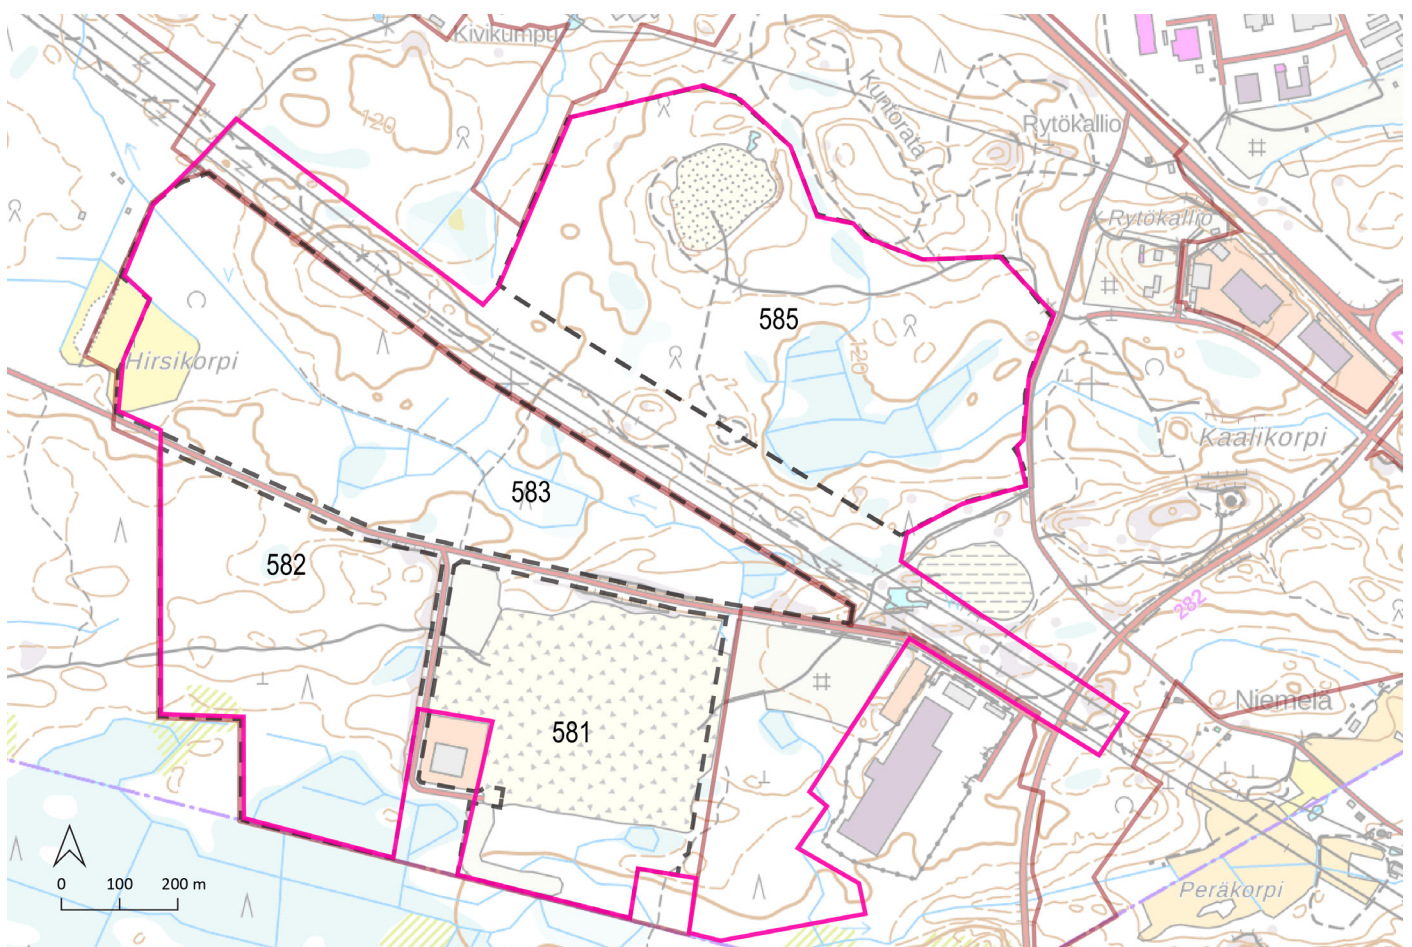 Kivikumpu
120
Kuntorata
Rytökallio
Rytökallio
585
120
Hirsikorpi
Kaalikorpi
583
582
282
Niemelä
581
Peräkorpi
0 100 200 m